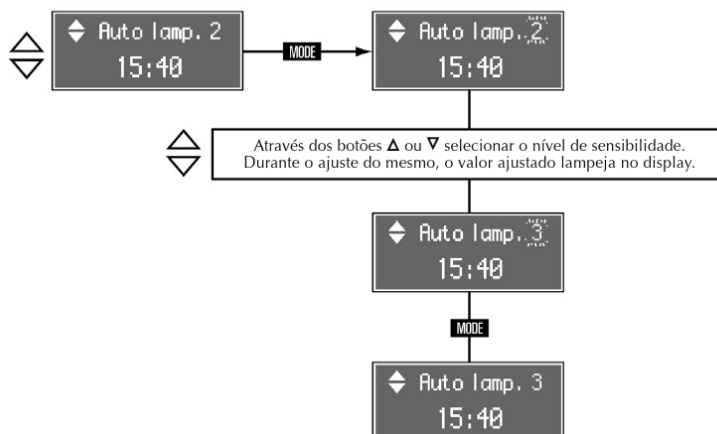 Auto lamp. 2
15:40
MODE
Auto lamp. 2
15:40
Através dos botões Δ ou ∇ selecionar o nível de sensibilidade.
Durante o ajuste do mesmo, o valor ajustado lampeja no display.
Auto lamp. 3
15:40
MODE
Auto lamp. 3
15:40